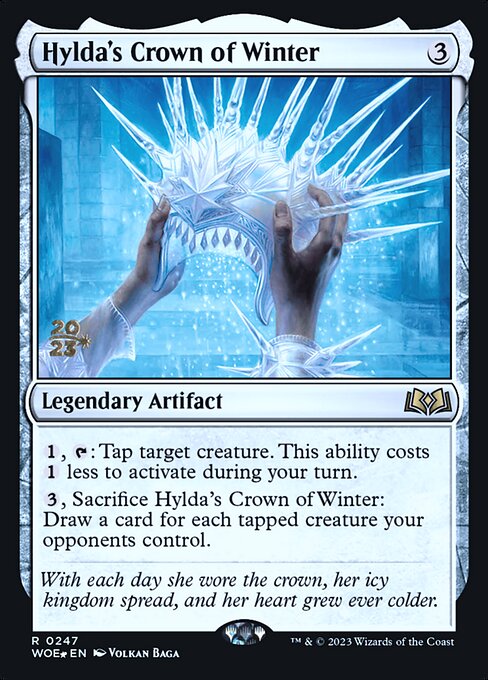 Hylda's Crown of Winter 3
20
23
Legendary Artifact
1, : Tap target creature. This ability costs
1 less to activate during your turn.
3, Sacrifice Hylda's Crown of Winter:
Draw a card for each tapped creature your
opponents control.
With each day she wore the crown, her icy
kingdom spread, and her heart grew ever colder.
R 0247
WOE★EN Volkan Baga
™ & © 2023 Wizards of the Coast